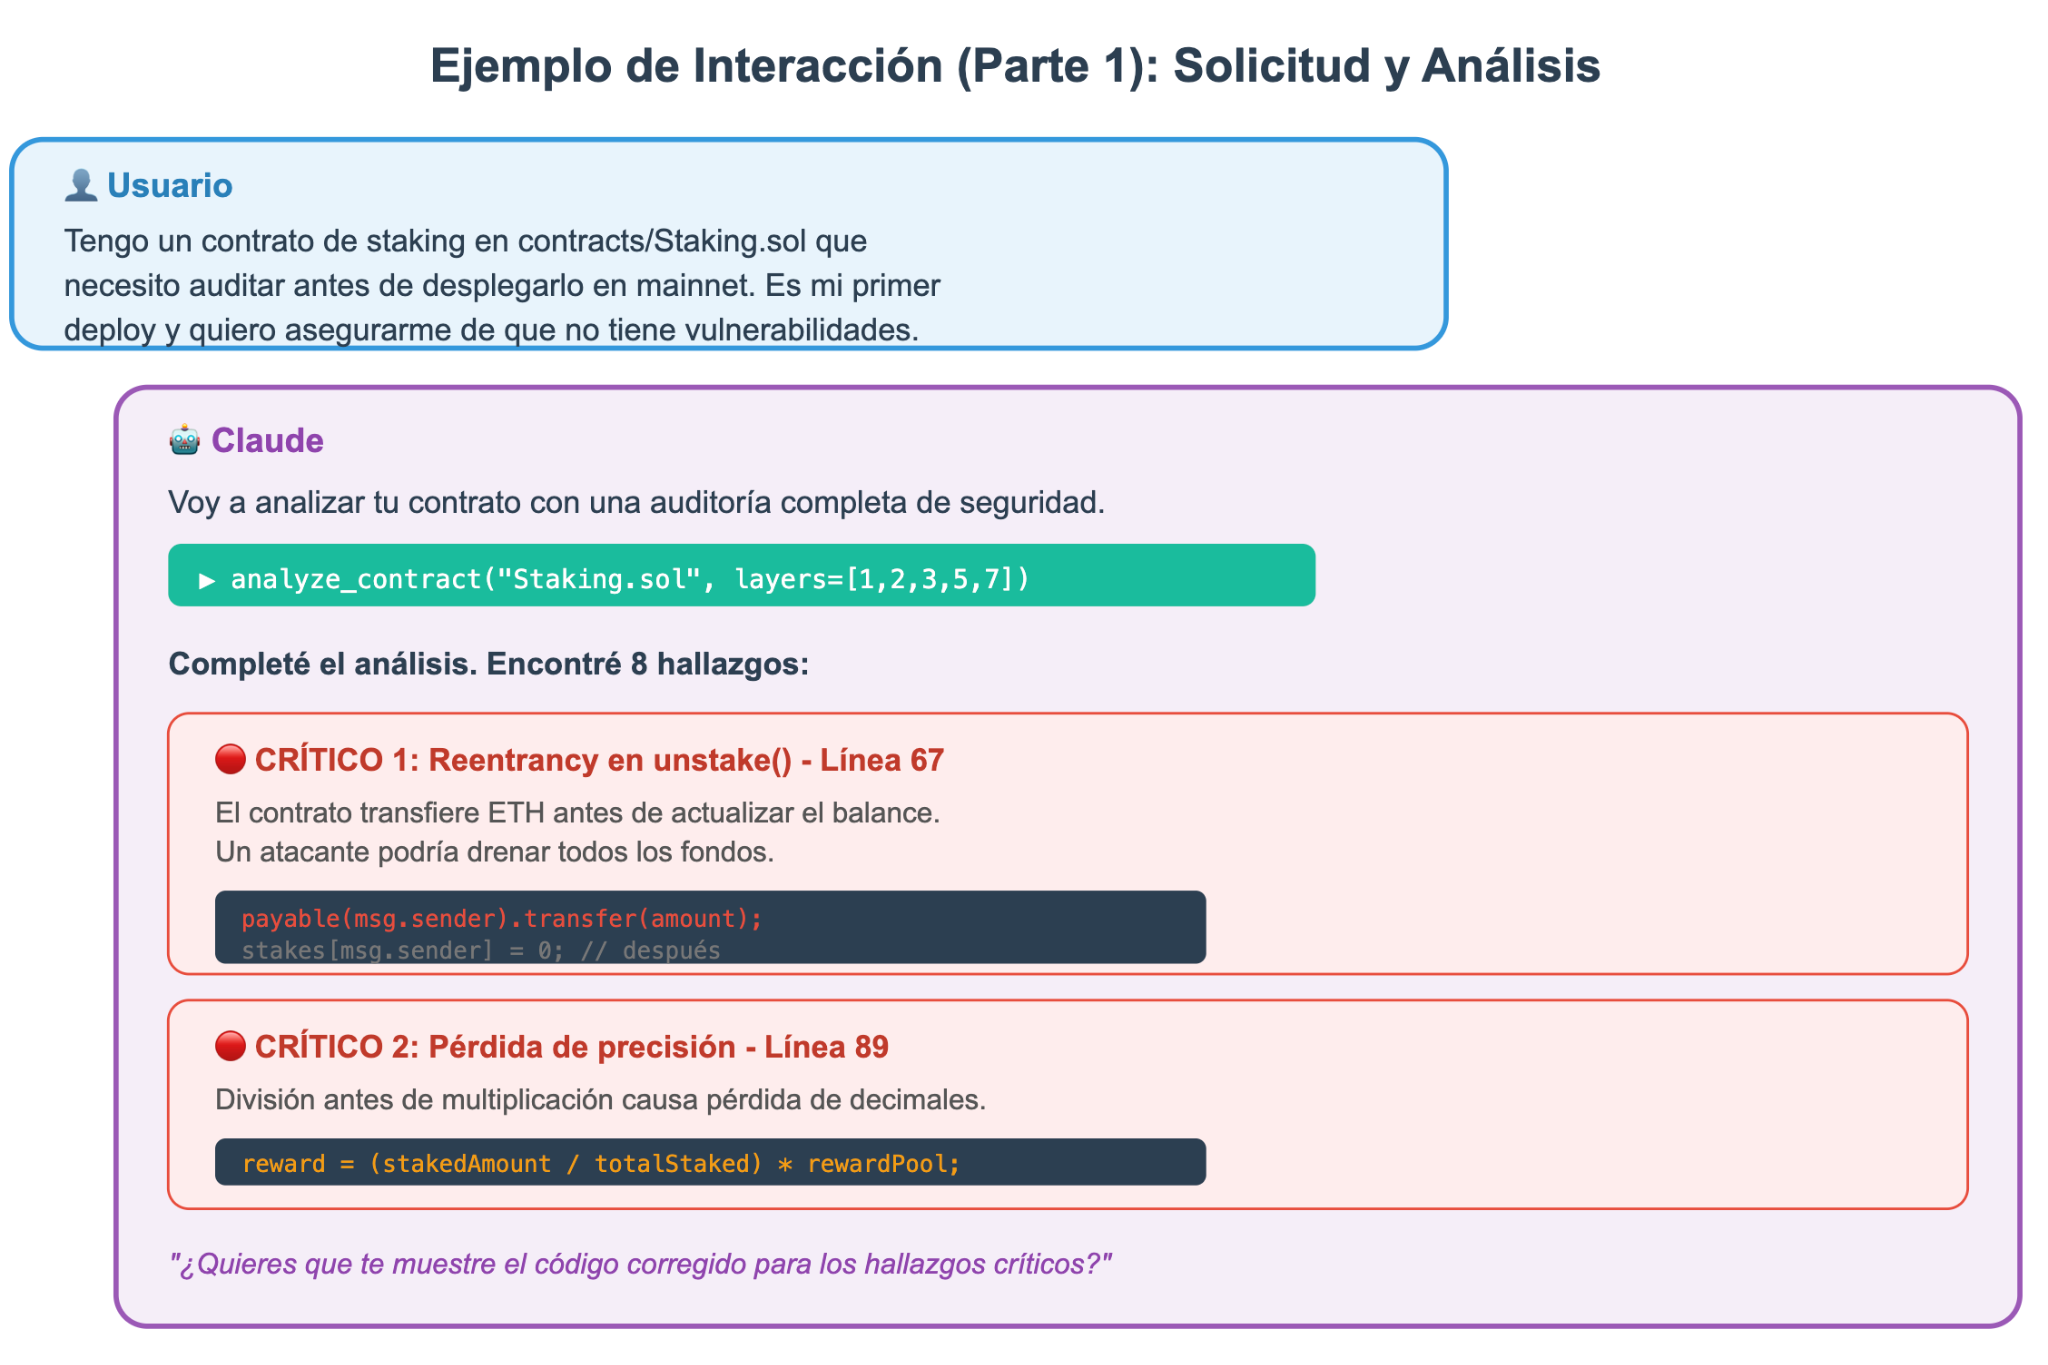 Ejemplo de Interacción (Parte 1): Solicitud y Análisis
👤 Usuario
Tengo un contrato de staking en contracts/Staking.sol que
necesito auditar antes de desplegarlo en mainnet. Es mi primer
deploy y quiero asegurarme de que no tiene vulnerabilidades.
🤖 Claude
Voy a analizar tu contrato con una auditoría completa de seguridad.
▶ analyze_contract("Staking.sol", layers=[1,2,3,5,7])
Completé el análisis. Encontré 8 hallazgos:
🔴 CRÍTICO 1: Reentrancy en unstake() - Línea 67
El contrato transfiere ETH antes de actualizar el balance.
Un atacante podría drenar todos los fondos.
payable(msg.sender).transfer(amount);
stakes[msg.sender] = 0; // después
🔴 CRÍTICO 2: Pérdida de precisión - Línea 89
División antes de multiplicación causa pérdida de decimales.
reward = (stakedAmount / totalStaked) * rewardPool;
"¿Quieres que te muestre el código corregido para los hallazgos críticos?"